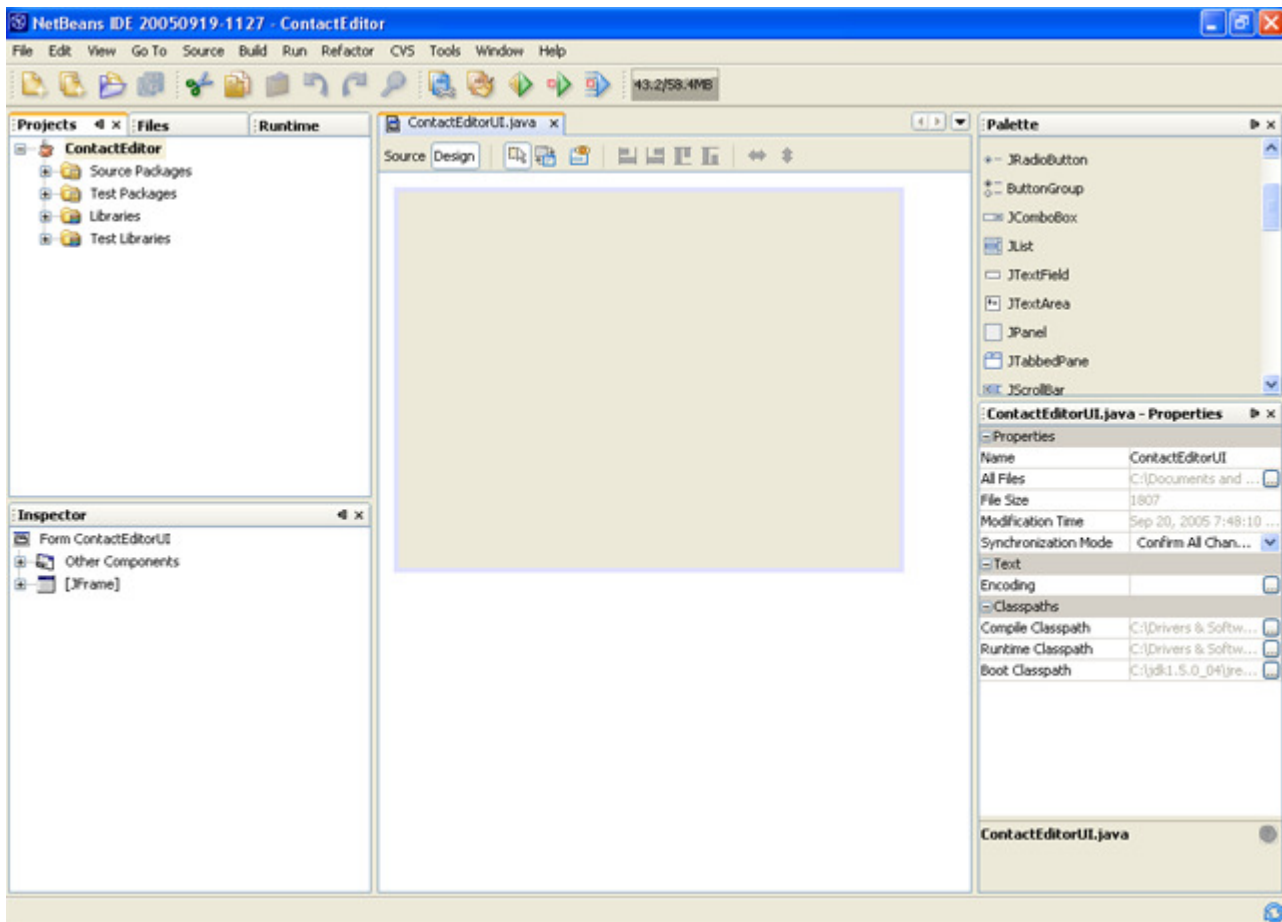 NetBeans IDE 20050919-1127 - ContactEditor
File Edit View Go To Source Build Run Refactor CVS Tools Window Help
43.2/58.4MB
Projects Files Runtime
ContactEditor
Source Packages
Test Packages
Libraries
Test Libraries
Inspector
Form ContactEditorUI
Other Components
[JFrame]
ContactEditorUI.java
Source Design
Palette
JRadioButton
ButtonGroup
JComboBox
JList
JTextField
JTextArea
JPanel
JTabbedPane
JScrollBar
ContactEditorUI.java - Properties
Properties
Name ContactEditorUI
All Files C:\Documents and ...
File Size 1807
Modification Time Sep 20, 2005 7:48:10 ...
Synchronization Mode Confirm All Chan...
Text
Encoding
Classpaths
Compile Classpath C:\Drivers & Softw...
Runtime Classpath C:\Drivers & Softw...
Boot Classpath C:\jdk1.5.0_04\jre...
ContactEditorUI.java